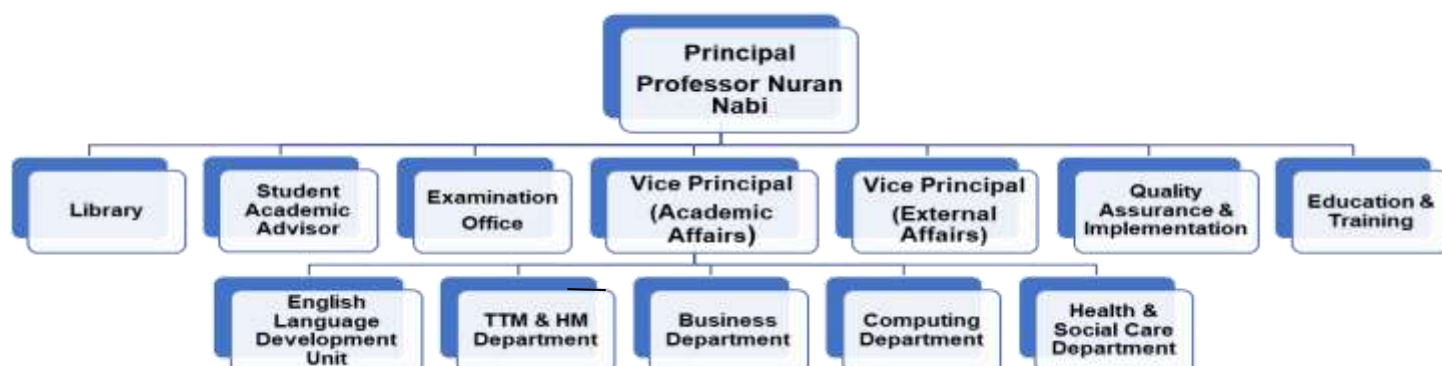 Principal
Professor Nuran
Nabi
Library
Student
Academic
Advisor
Examination
Office
Vice Principal
(Academic
Affairs)
Vice Principal
(External
Affairs)
Quality
Assurance &
Implementation
Education &
Training
English
Language
Development
Unit
TTM & HM
Department
Business
Department
Computing
Department
Health &
Social Care
Department